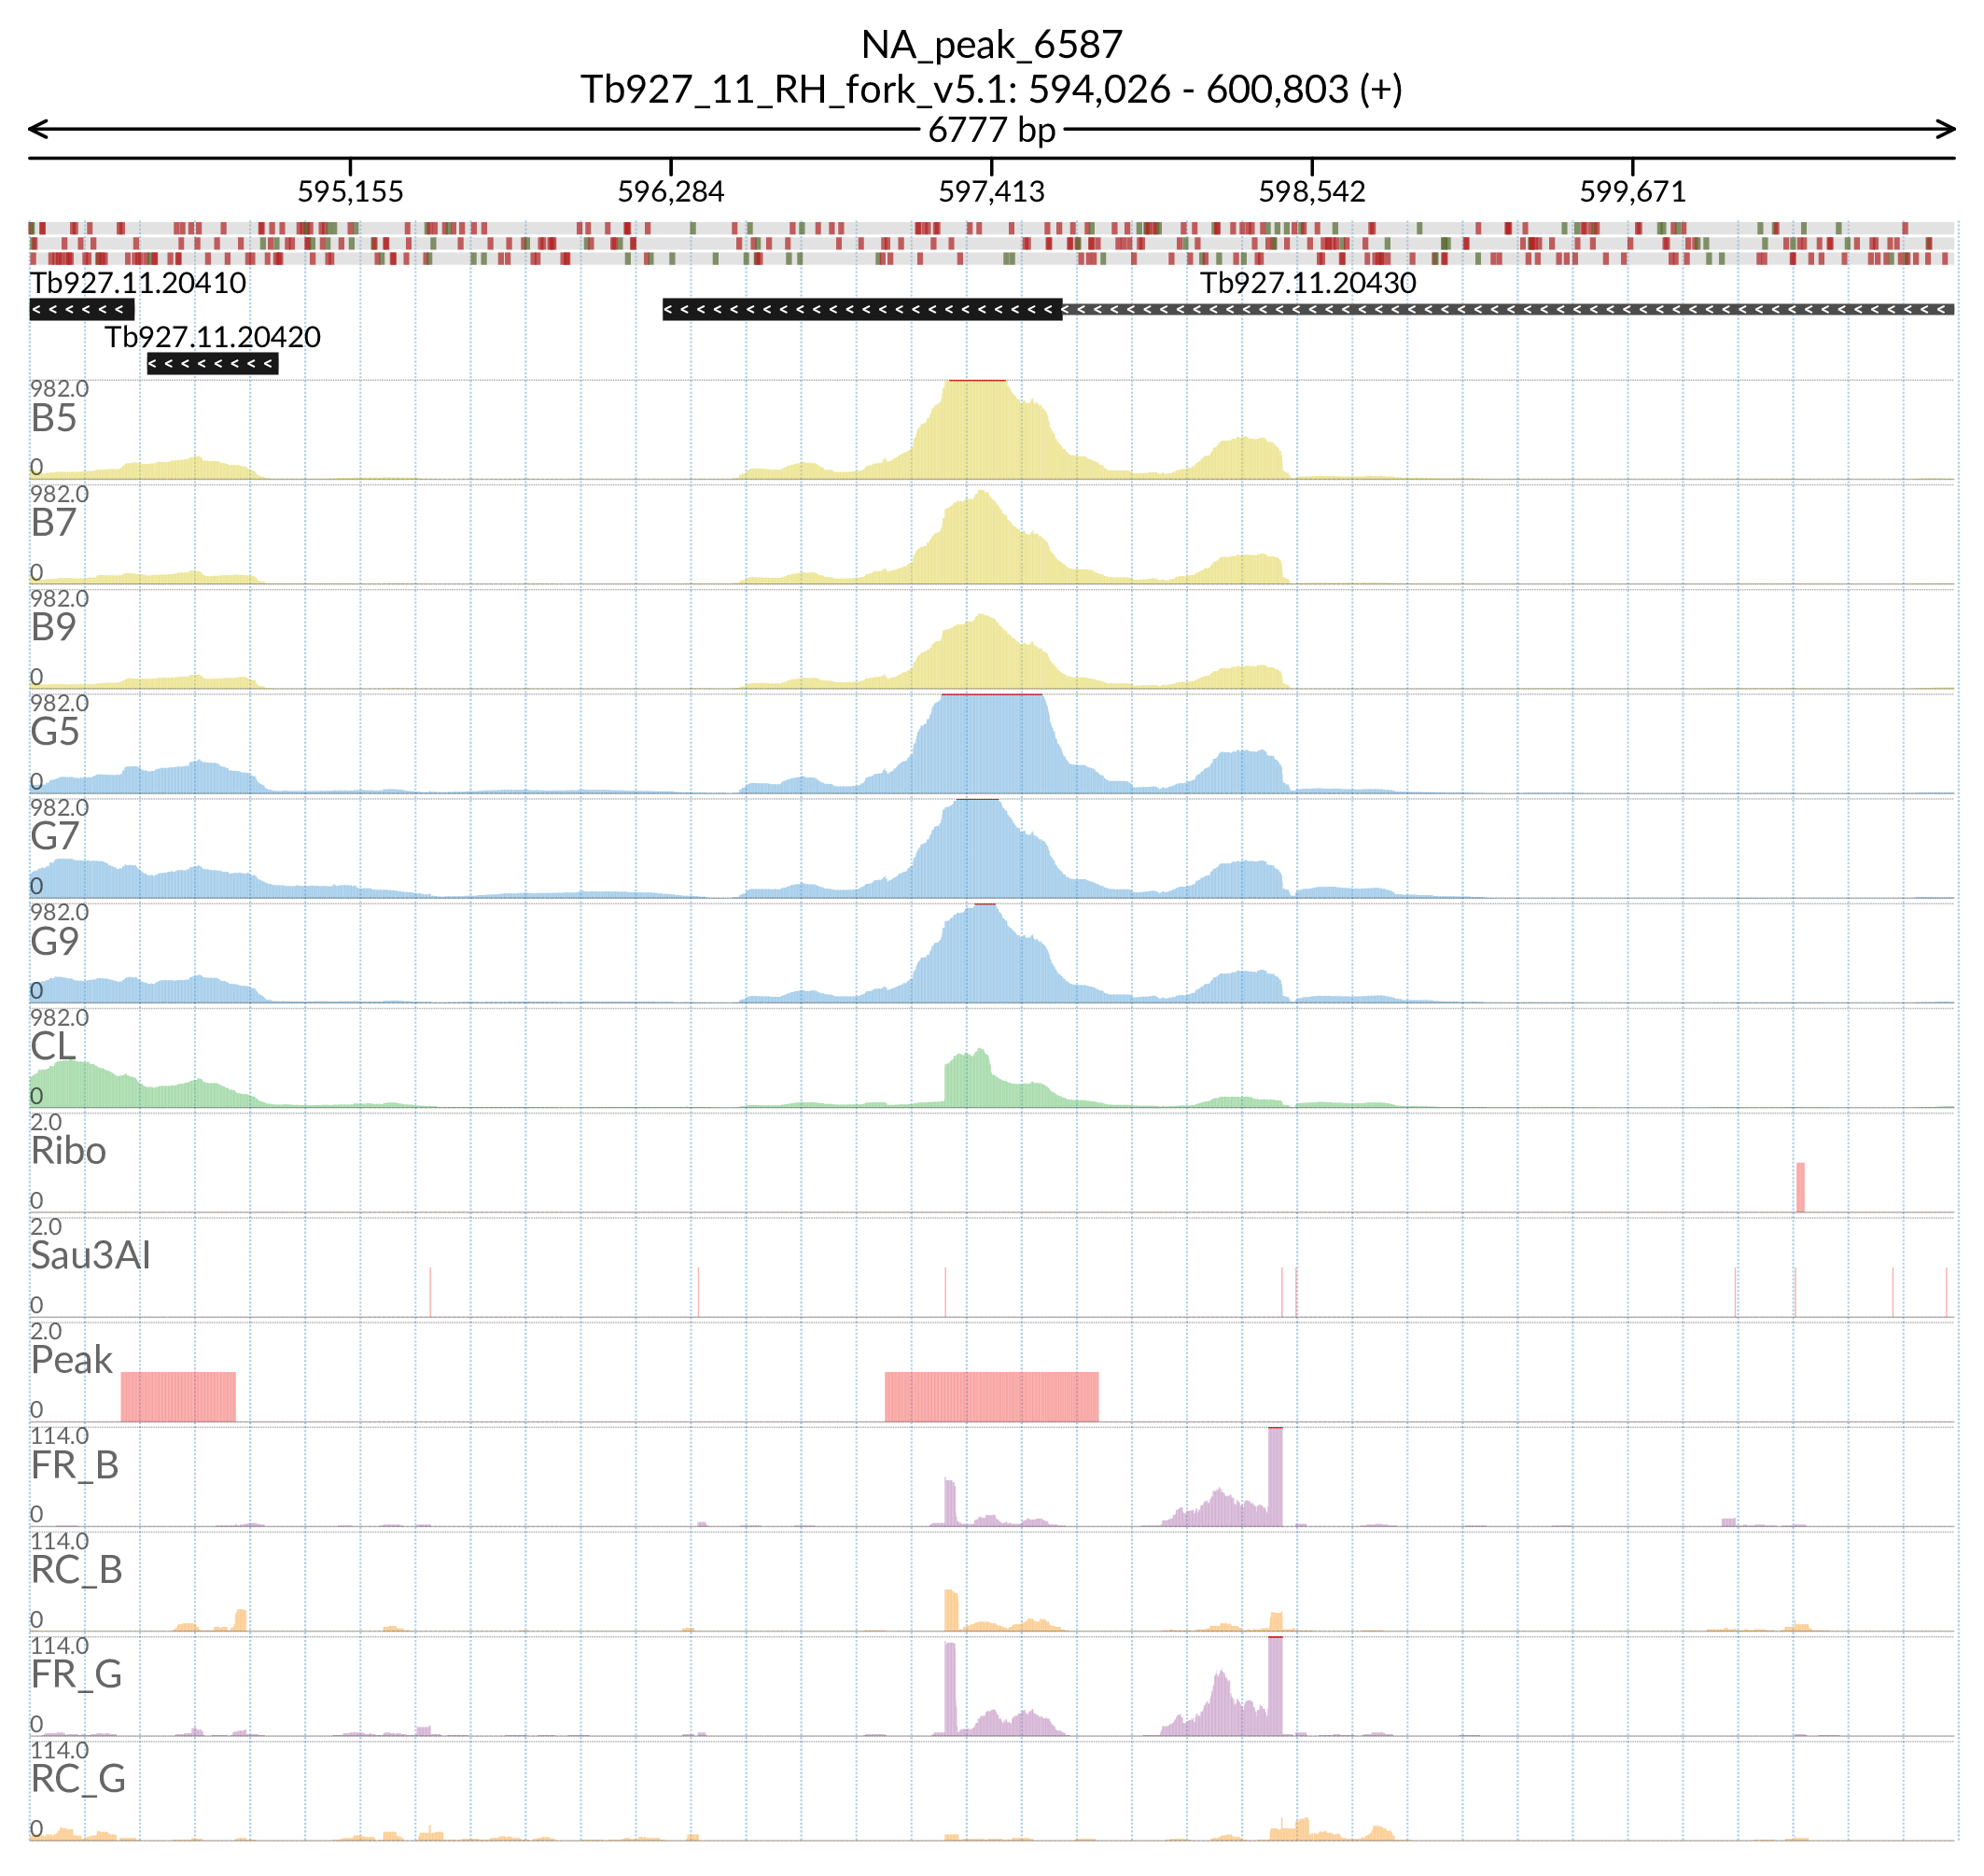 NA_peak_6587
Tb927_11_RH_fork_v5.1: 594,026 - 600,803 (+)
6777 bp
595,155 596,284 597,413 598,542 599,671
Tb927.11.20410 Tb927.11.20430
Tb927.11.20420
982.0
B5
0
982.0
B7
0
982.0
B9
0
982.0
G5
0
982.0
G7
0
982.0
G9
0
982.0
CL
0
2.0
Ribo
0
2.0
Sau3AI
0
2.0
Peak
0
114.0
FR_B
0
114.0
RC_B
0
114.0
FR_G
0
114.0
RC_G
0